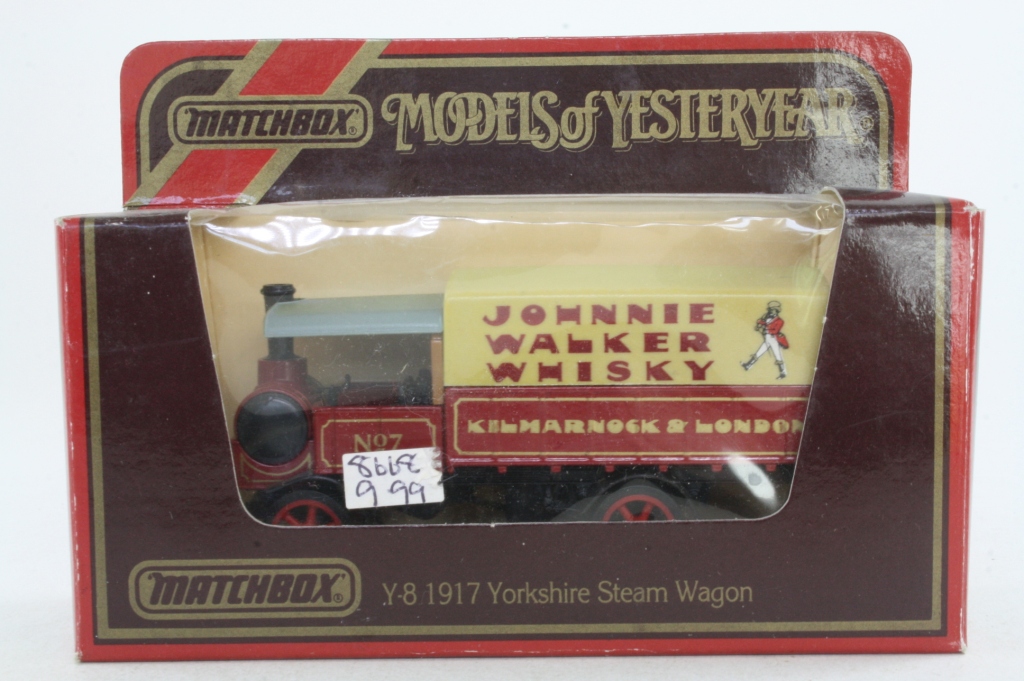 MATCHBOX®
MODELS of YESTERYEAR®
JOHNNIE
WALKER
WHISKY
KILMARNOCK & LONDON
No7
8668
9 99
MATCHBOX®
Y-8 1917 Yorkshire Steam Wagon